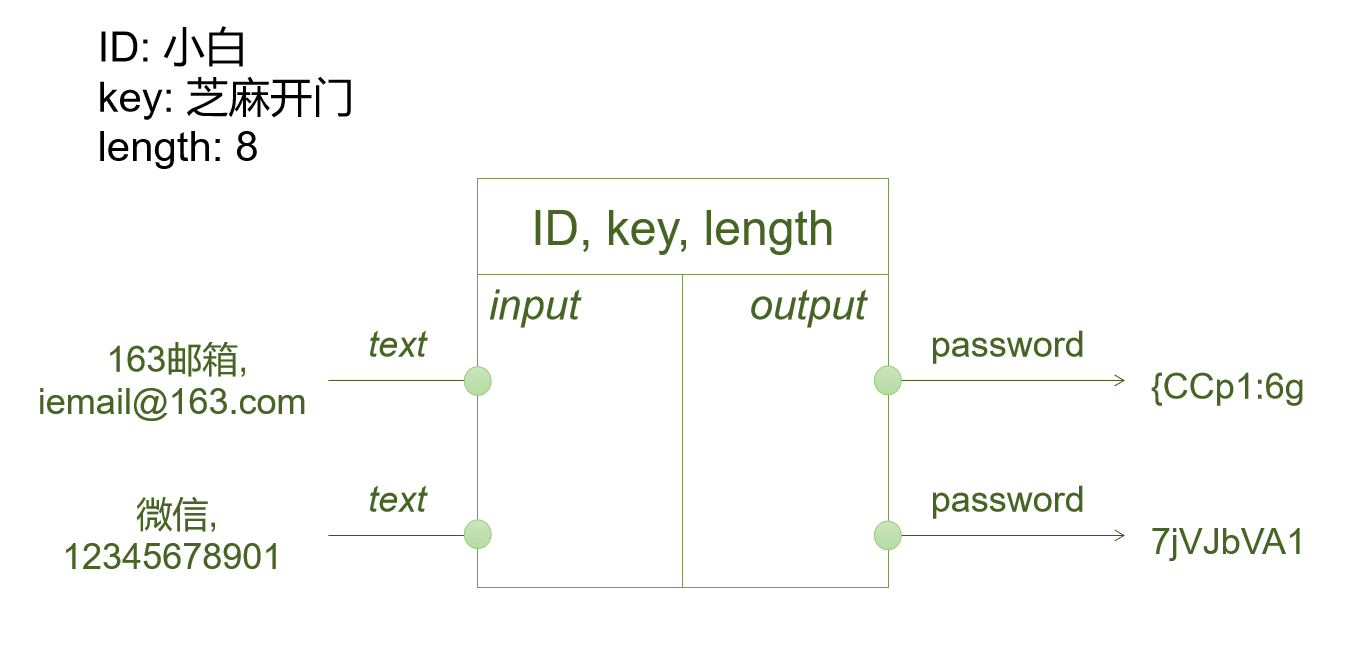 ID: 小白
key: 芝麻开门
length: 8
ID, key, length
input
output
163邮箱,
iemail@163.com
text
password
{CCp1:6g
微信,
12345678901
text
password
7jVJbVA1